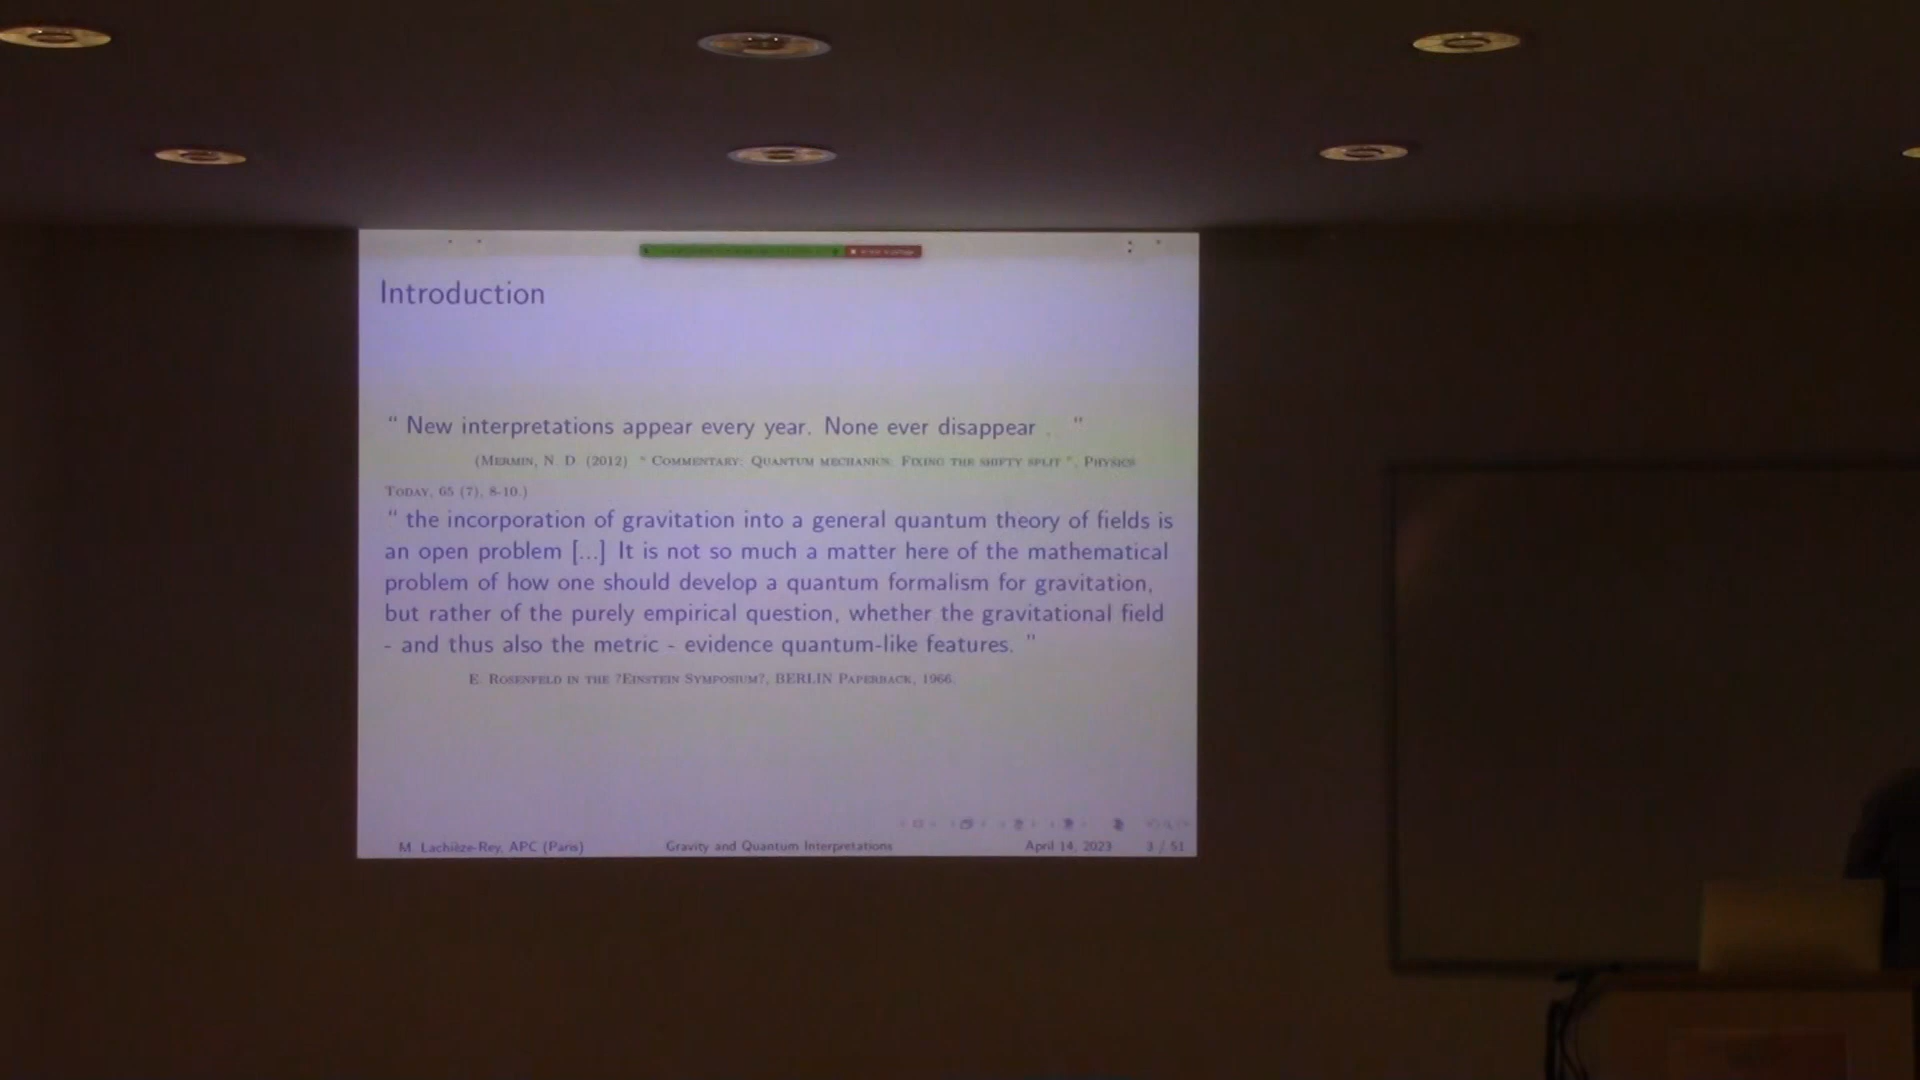 Introduction
“ New interpretations appear every year. None ever disappear . ”
(Mermin, N. D. (2012) “ Commentary: Quantum mechanics: Fixing the shifty split ”, Physics
Today, 65 (7), 8-10.)
“ the incorporation of gravitation into a general quantum theory of fields is
an open problem [...] It is not so much a matter here of the mathematical
problem of how one should develop a quantum formalism for gravitation,
but rather of the purely empirical question, whether the gravitational field
- and thus also the metric - evidence quantum-like features. ”
E. Rosenfeld in the ?Einstein Symposium?, BERLIN Paperback, 1966.
M. Lachièze-Rey, APC (Paris) Gravity and Quantum Interpretations April 14, 2023 3 / 51